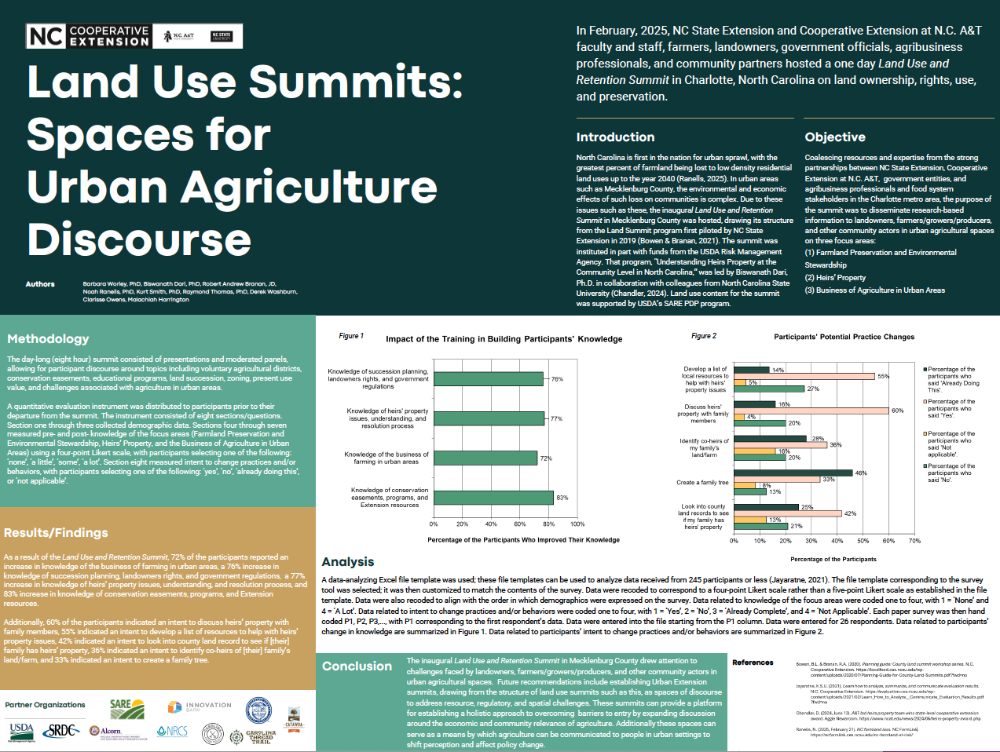 NC COOPERATIVE
EXTENSION
N.C. A&T
NC STATE
UNIVERSITY
Land Use Summits:
Spaces for
Urban Agriculture
Discourse
Authors
Barbara Worley, PhD, Biswanath Dari, PhD, Robert Andrew Branan, JD,
Noah Ranells, PhD, Kurt Smith, PhD, Raymond Thomas, PhD, Derek Washburn,
Clarisse Owens, Malachiah Harrington
In February, 2025, NC State Extension and Cooperative Extension at N.C. A&T
faculty and staff, farmers, landowners, government officials, agribusiness
professionals, and community partners hosted a one day Land Use and
Retention Summit in Charlotte, North Carolina on land ownership, rights, use,
and preservation.
Introduction
North Carolina is first in the nation for urban sprawl, with the
greatest percent of farmland being lost to low density residential
land uses up to the year 2040 (Ranells, 2025). In urban areas
such as Mecklenburg County, the environmental and economic
effects of such loss on communities is complex. Due to these
issues such as these, the inaugural Land Use and Retention
Summit in Mecklenburg County was hosted, drawing its structure
from the Land Summit program first piloted by NC State
Extension in 2019 (Bowen & Branan, 2021). The summit was
instituted in part with funds from the USDA Risk Management
Agency. That program, “Understanding Heirs Property at the
Community Level in North Carolina,” was led by Biswanath Dari,
Ph.D. in collaboration with colleagues from North Carolina State
University (Chandler, 2024). Land use content for the summit
was supported by USDA’s SARE PDP program.
Objective
Coalescing resources and expertise from the strong
partnerships between NC State Extension, Cooperative
Extension at N.C. A&T, government entities, and
agribusiness professionals and food system
stakeholders in the Charlotte metro area, the purpose of
the summit was to disseminate research-based
information to landowners, farmers/growers/producers,
and other community actors in urban agricultural spaces
on three focus areas:
(1) Farmland Preservation and Environmental
Stewardship
(2) Heirs’ Property
(3) Business of Agriculture in Urban Areas
Methodology
The day-long (eight hour) summit consisted of presentations and moderated panels,
allowing for participant discourse around topics including voluntary agricultural districts,
conservation easements, educational programs, land succession, zoning, present use
value, and challenges associated with agriculture in urban areas.
A quantitative evaluation instrument was distributed to participants prior to their
departure from the summit. The instrument consisted of eight sections/questions.
Section one through three collected demographic data. Sections four through seven
measured pre- and post- knowledge of the focus areas (Farmland Preservation and
Environmental Stewardship, Heirs’ Property, and the Business of Agriculture in Urban
Areas) using a four-point Likert scale, with participants selecting one of the following:
‘none’, ‘a little’, ‘some’, ‘a lot’. Section eight measured intent to change practices and/or
behaviors, with participants selecting one of the following: ‘yes’, ‘no’, ‘already doing this’,
or ‘not applicable’.
Results/Findings
As a result of the Land Use and Retention Summit, 72% of the participants reported an
increase in knowledge of the business of farming in urban areas, a 76% increase in
knowledge of succession planning, landowners rights, and government regulations, a 77%
increase in knowledge of heirs’ property issues, understanding, and resolution process, and
83% increase in knowledge of conservation easements, programs, and Extension
resources.
Additionally, 60% of the participants indicated an intent to discuss heirs’ property with
family members, 55% indicated an intent to develop a list of resources to help with heirs’
property issues, 42% indicated an intent to look into county land record to see if [their]
family has heirs’ property, 36% indicated an intent to identify co-heirs of [their] family’s
land/farm, and 33% indicated an intent to create a family tree.
Partner Organizations
SARE
INNOVATION
BARN
USDA
SRDC
Alcorn
NRCS
CAROLINA
THREAD
TRAIL
Figure 1
Impact of the Training in Building Participants' Knowledge
Knowledge of succession planning,
landowners rights, and government
regulations
76%
Knowledge of heirs' property
issues, understanding, and
resolution process
77%
Knowledge of the business of
farming in urban areas
72%
Knowledge of conservation
easements, programs, and
Extension resources
83%
0% 20% 40% 60% 80% 100%
Percentage of the Participants Who Improved Their Knowledge
Figure 2
Participants' Potential Practice Changes
Develop a list of
local resources to
help with heirs'
property issues
14%
55%
5%
27%
Discuss heirs'
property with family
members
16%
60%
4%
20%
Identify co-heirs of
my family's
land/farm
28%
36%
16%
20%
Create a family tree
46%
33%
8%
13%
Look into county
land records to see
if my family has
heirs' property
25%
42%
13%
21%
0% 10% 20% 30% 40% 50% 60% 70%
Percentage of the Participants
Percentage of the
participants who
said 'Already Doing
This'.
Percentage of the
participants who
said 'Yes'.
Percentage of the
participants who
said 'Not
applicable'.
Percentage of the
participants who
said 'No'.
Analysis
A data-analyzing Excel file template was used; these file templates can be used to analyze data received from 245 participants or less (Jayaratne, 2021). The file template corresponding to the survey
tool was selected; it was then customized to match the contents of the survey. Data were recoded to correspond to a four-point Likert scale rather than a five-point Likert scale as established in the file
template. Data were also recoded to align with the order in which demographics were expressed on the survey. Data related to knowledge of the focus areas were coded one to four, with 1 = ‘None’ and
4 = ‘A Lot’. Data related to intent to change practices and/or behaviors were coded one to four, with 1 = ‘Yes’, 2 = ‘No’, 3 = ‘Already Complete’, and 4 = ‘Not Applicable’. Each paper survey was then hand
coded P1, P2, P3,..., with P1 corresponding to the first respondent’s data. Data were entered into the file starting from the P1 column. Data were entered for 26 respondents. Data related to participants’
change in knowledge are summarized in Figure 1. Data related to participants’ intent to change practices and/or behaviors are summarized in Figure 2.
Conclusion
The inaugural Land Use and Retention Summit in Mecklenburg County drew attention to
challenges faced by landowners, farmers/growers/producers, and other community actors in
urban agricultural spaces. Future recommendations include establishing Urban Extension
summits, drawing from the structure of land use summits such as this, as spaces of discourse
to address resource, regulatory, and spatial challenges. These summits can provide a platform
for establishing a holistic approach to overcoming barriers to entry by expanding discussion
around the economic and community relevance of agriculture. Additionally these spaces can
serve as a means by which agriculture can be communicated to people in urban settings to
shift perception and affect policy change.
References
Bowen, B.L. & Branan, R.A. (2020). Planning guide: County land summit workshop series. N.C.
Cooperative Extension. https://localfood.ces.ncsu.edu/wp-
content/uploads/2020/07/Planning-Guide-for-County-Land-Summits.pdf?fwd=no
Jayaratne, K.S.U. (2021). Learn how to analyze, summarize, and communicate evaluation results.
N.C. Cooperative Extension. https://evaluation.ces.ncsu.edu/wp-
content/uploads/2021/02/Learn_How_to_Analyze__Communicate_Evaluation_Results.pdf
?fwd=no
Chandler, D. (2024, June 13). A&T-led heirs property team wins state-level cooperative extension
award. Aggie Newsroom. https://www.ncat.edu/news/2024/06/heirs-property-award.php
Ranells, N. (2025, February 21). NC farmland loss. NC FarmLink.
https://ncfarmlink.ces.ncsu.edu/nc-farmland-at-risk/